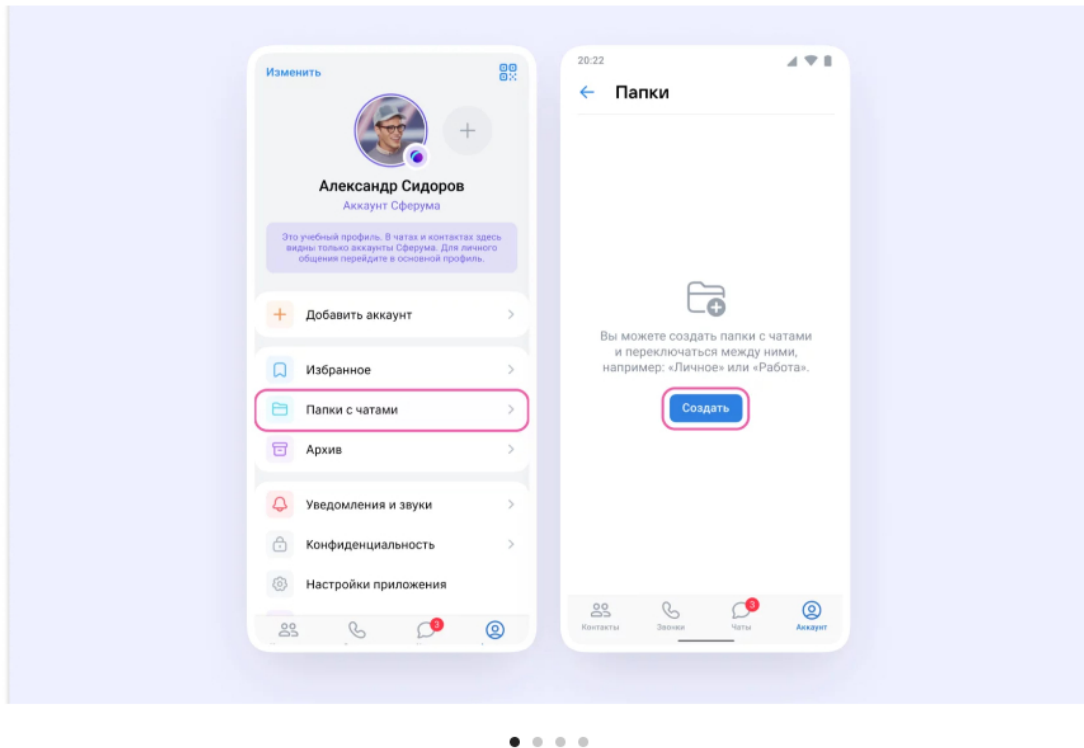 Изменить
Александр Сидоров
Аккаунт Сферума
Это учебный профиль. В чатах и контактах здесь
видны только аккаунты Сферума. Для личного
общения перейдите в основной профиль.
Добавить аккаунт
Избранное
Папки с чатами
Архив
Уведомления и звуки
Конфиденциальность
Настройки приложения
3
20:22
Папки
Вы можете создать папки с чатами
и переключаться между ними,
например: «Личное» или «Работа».
Создать
3
Контакты
Звонки
Чаты
Аккаунт